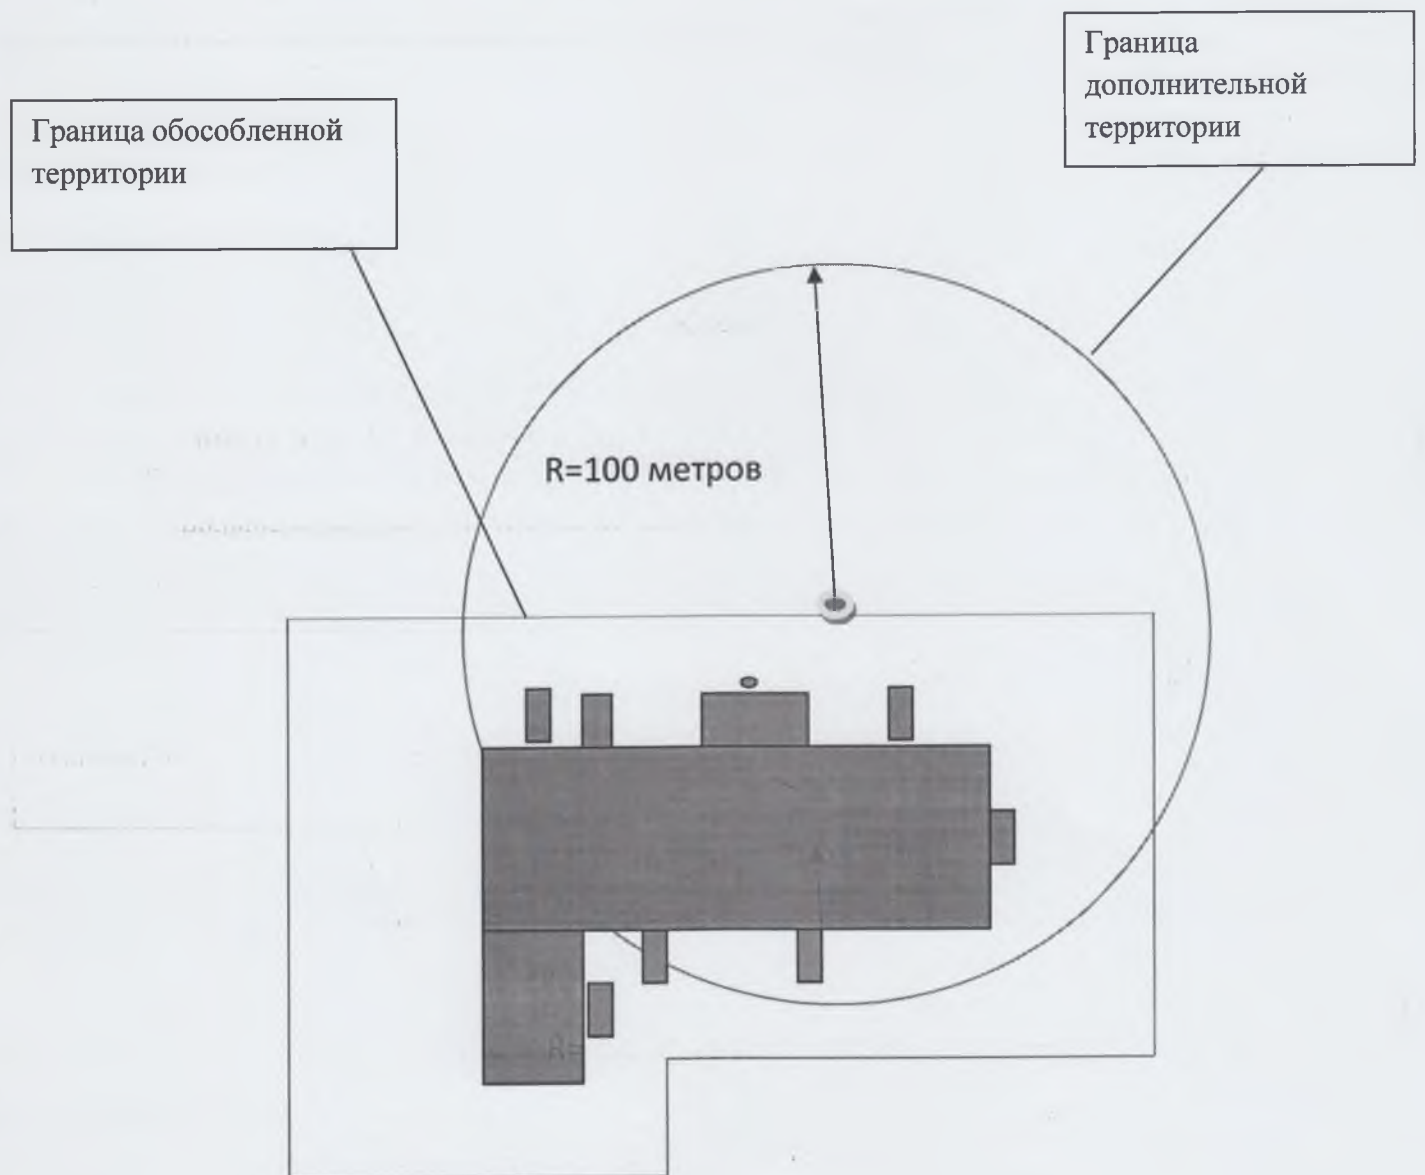 Граница
дополнительной
территории
Граница обособленной
территории
R=100 метров
R=